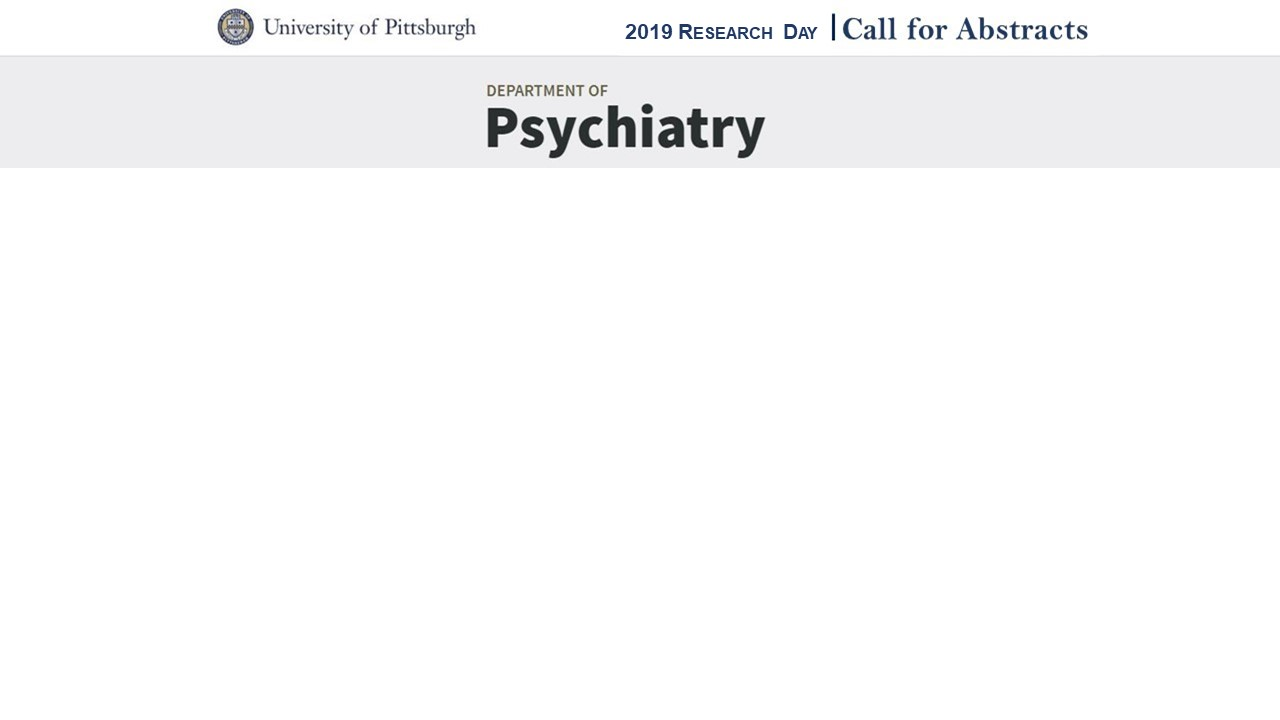 University of Pittsburgh
2019 RESEARCH DAY | Call for Abstracts
DEPARTMENT OF
Psychiatry